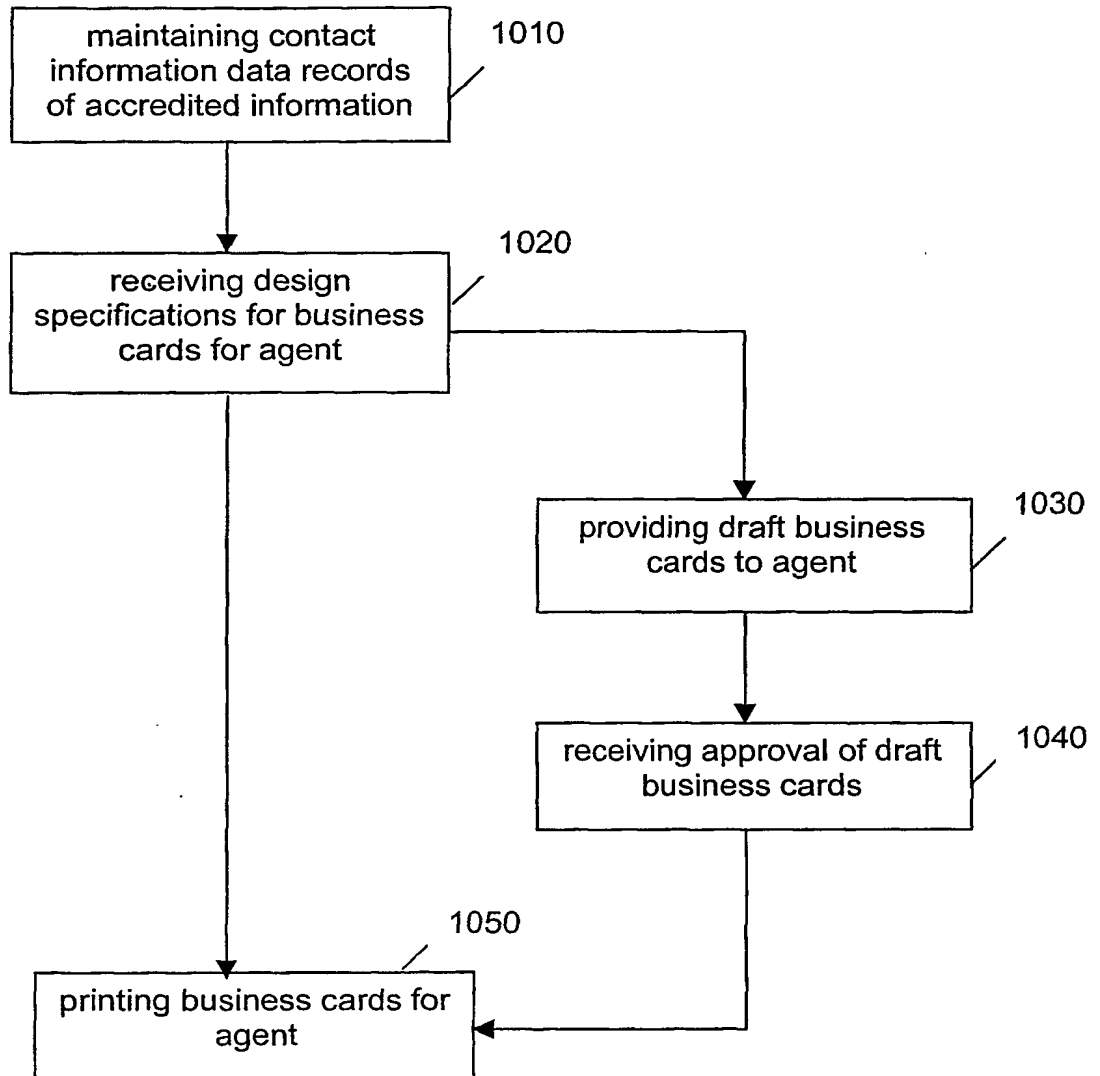 maintaining contact
information data records
of accredited information
1010
1020
receiving design
specifications for business
cards for agent
1030
providing draft business
cards to agent
1040
receiving approval of draft
business cards
1050
printing business cards for
agent